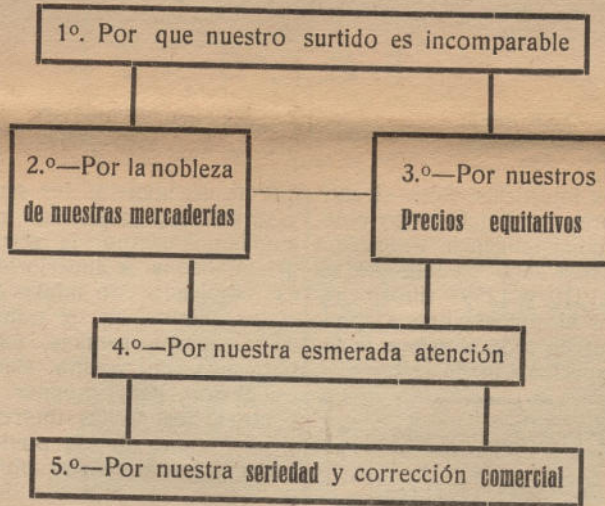 1º. Por que nuestro surtido es incomparable
2.º—Por la nobleza
de nuestras mercaderías
3.º—Por nuestros
Precios equitativos
4.º—Por nuestra esmerada atención
5.º—Por nuestra seriedad y corrección comercial